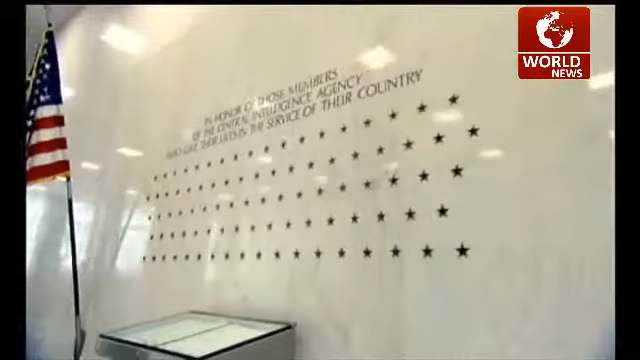 IN HONOR OF THOSE MEMBERS
OF THE CENTRAL INTELLIGENCE AGENCY
WHO GAVE THEIR LIVES IN THE SERVICE OF THEIR COUNTRY
WORLD
NEWS